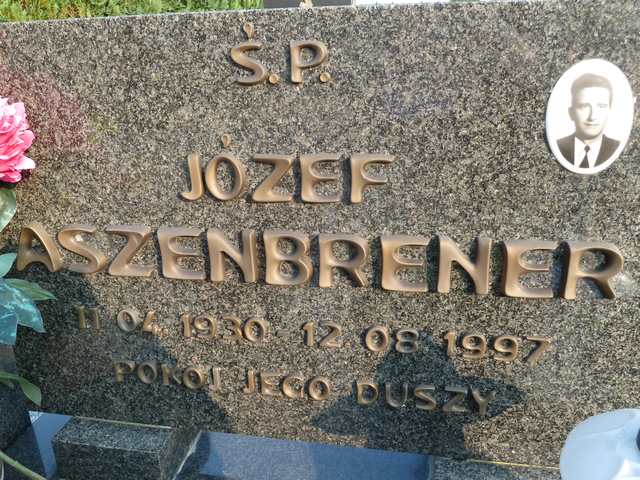 Ś.P.
JÓZEF
ASZENBRENER
11 04 1930 - 12 08 1997
POKÓJ JEGO DUSZY